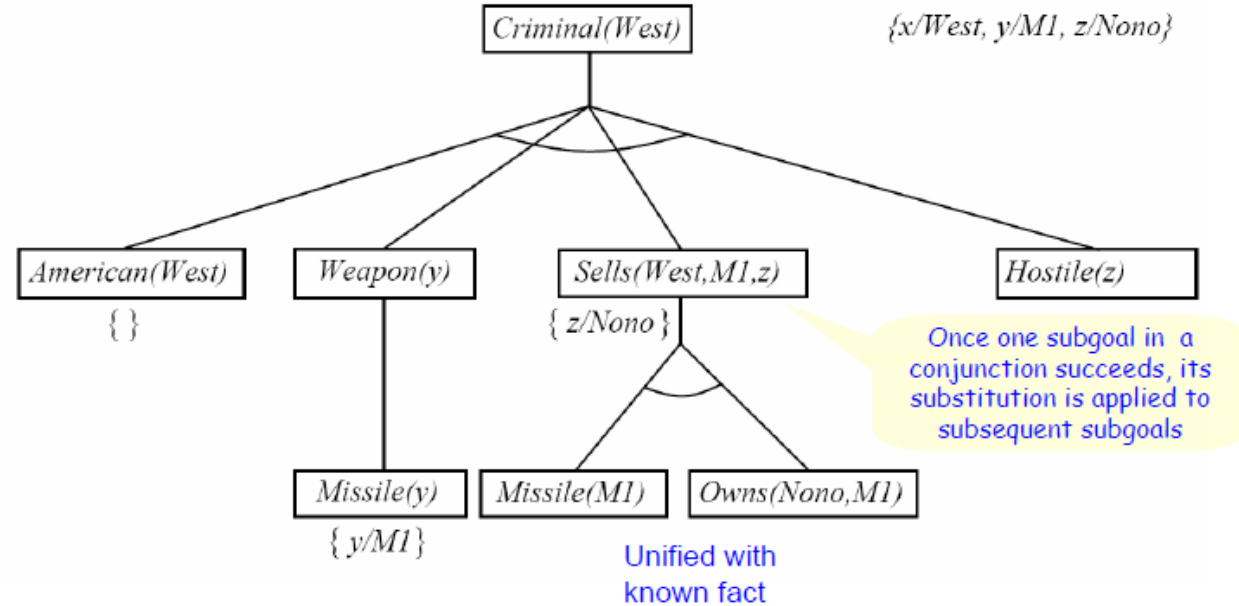 Criminal(West)
{x/West, y/M1, z/Nono}
American(West)
Weapon(y)
Sells(West,M1,z)
Hostile(z)
{ }
{ z/Nono }
Once one subgoal in a
conjunction succeeds, its
substitution is applied to
subsequent subgoals
Missile(y)
Missile(M1)
Owns(Nono,M1)
{ y/M1}
Unified with
known fact